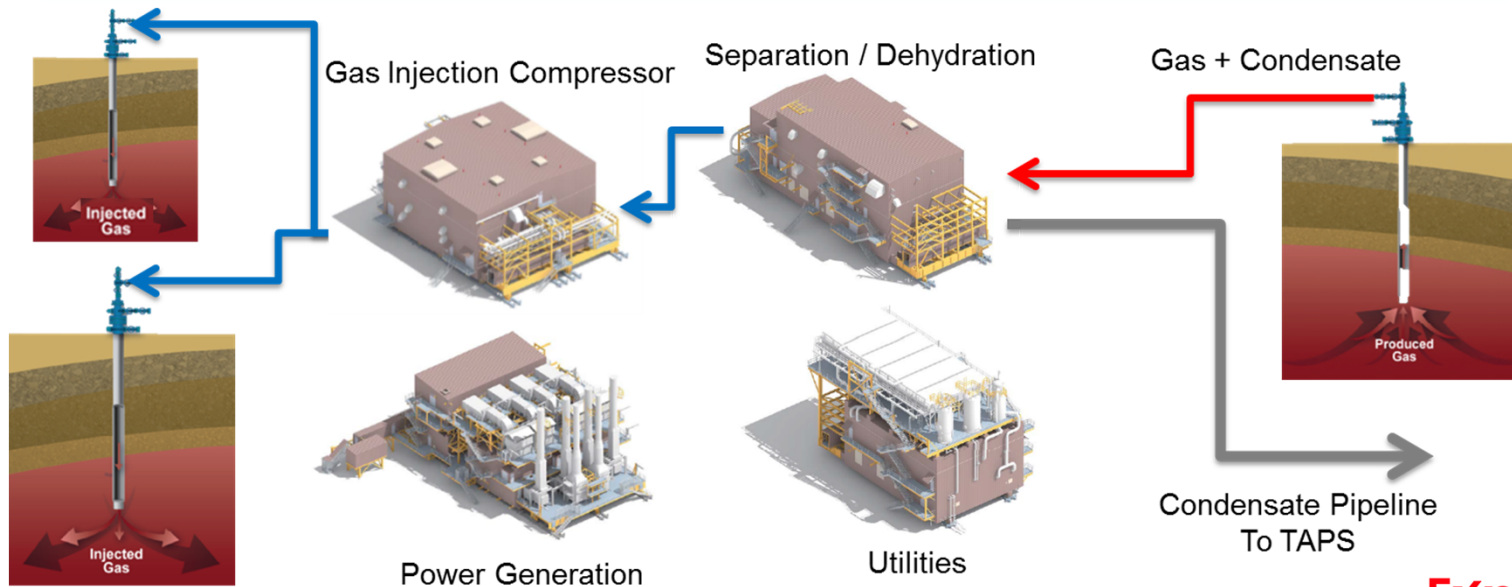 Gas Injection Compressor
Separation / Dehydration
Gas + Condensate
Injected
Gas
Produced
Gas
Injected
Gas
Condensate Pipeline
To TAPS
Power Generation
Utilities